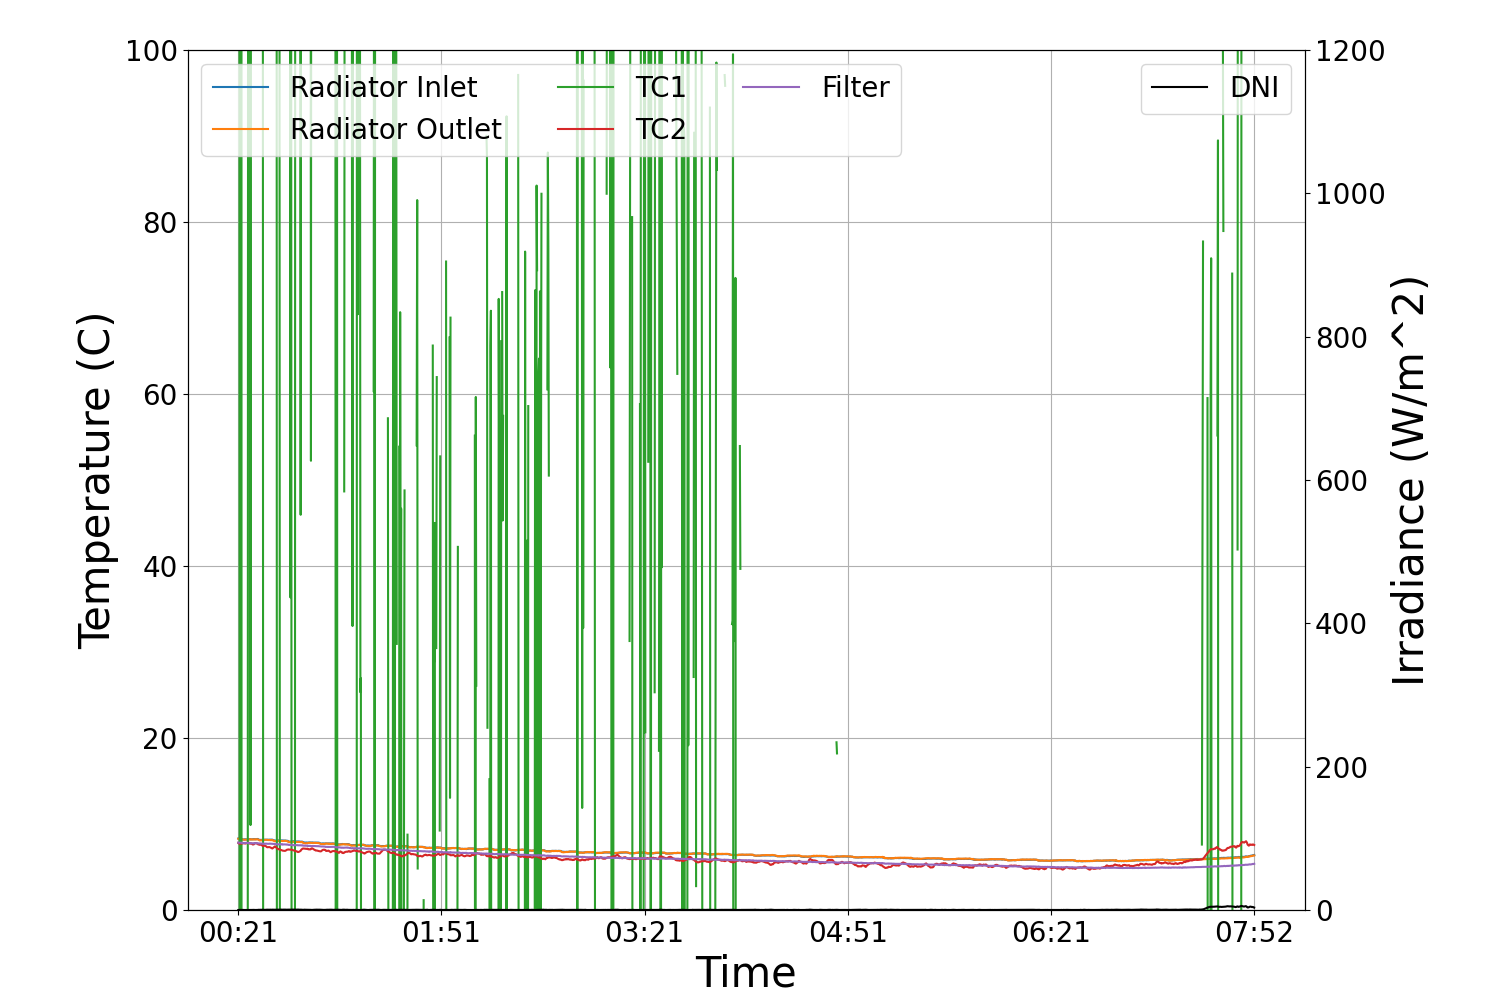 100
80
60
40
20
0
Temperature (C)
Radiator Inlet
Radiator Outlet
TC1
TC2
Filter
DNI
1200
1000
800
600
400
200
0
Irradiance (W/m^2)
00:21
01:51
03:21
04:51
06:21
07:52
Time